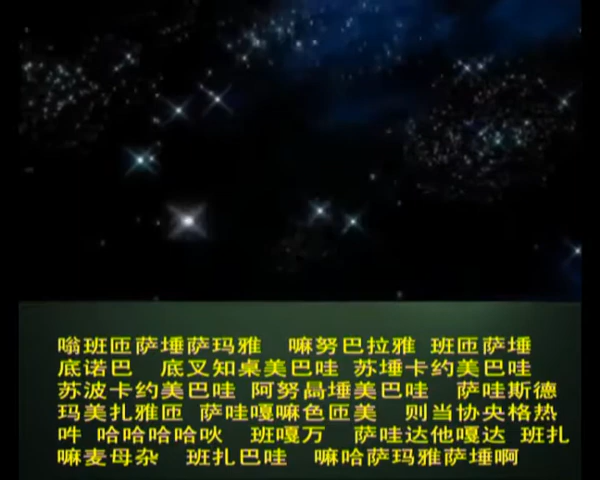 嗡班匝萨埵萨玛雅 嘛努巴拉雅 班匝萨埵
底诺巴 底叉知桌美巴哇 苏埵卡约美巴哇
苏波卡约美巴哇 阿努咼埵美巴哇 萨哇斯德
玛美扎雅匝 萨哇嘎嘛色匝美 则当协央格热
吽 哈哈哈哈吙 班嘎万 萨哇达他嘎达 班扎
嘛麦母杂 班扎巴哇 嘛哈萨玛雅萨埵啊